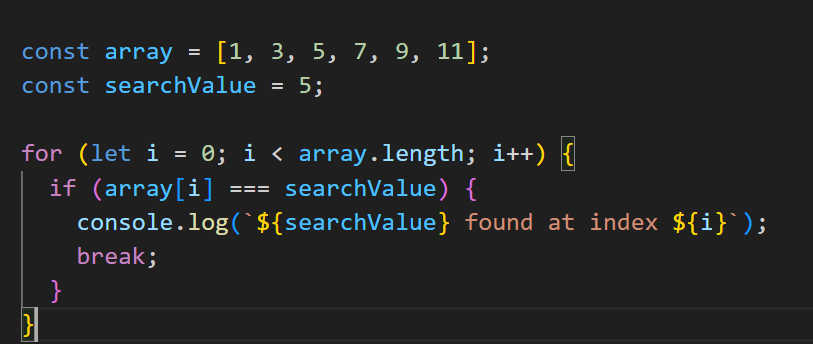 const array = [1, 3, 5, 7, 9, 11];
const searchValue = 5;

for (let i = 0; i < array.length; i++) {
  if (array[i] === searchValue) {
    console.log(`${searchValue} found at index ${i}`);
    break;
  }
}